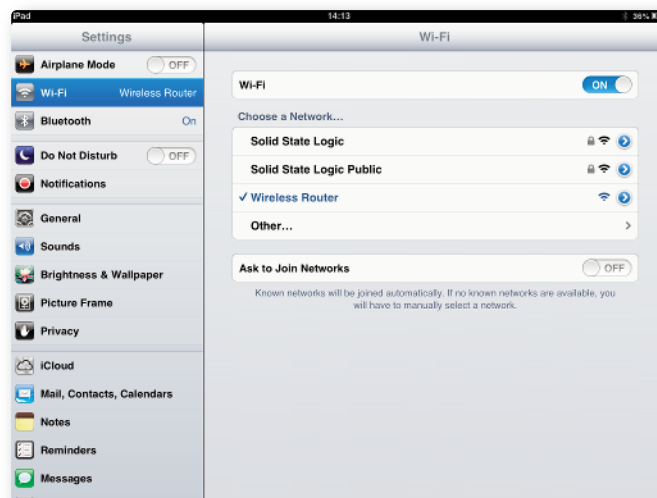 iPad 14:13 36%
Settings
Wi-Fi
Airplane Mode OFF
Wi-Fi Wireless Router
Bluetooth On
Do Not Disturb OFF
Notifications
General
Sounds
Brightness & Wallpaper
Picture Frame
Privacy
iCloud
Mail, Contacts, Calendars
Notes
Reminders
Messages
Wi-Fi ON
Choose a Network...
Solid State Logic
Solid State Logic Public
✓ Wireless Router
Other...
Ask to Join Networks OFF
Known networks will be joined automatically. If no known networks are available, you
will have to manually select a network.